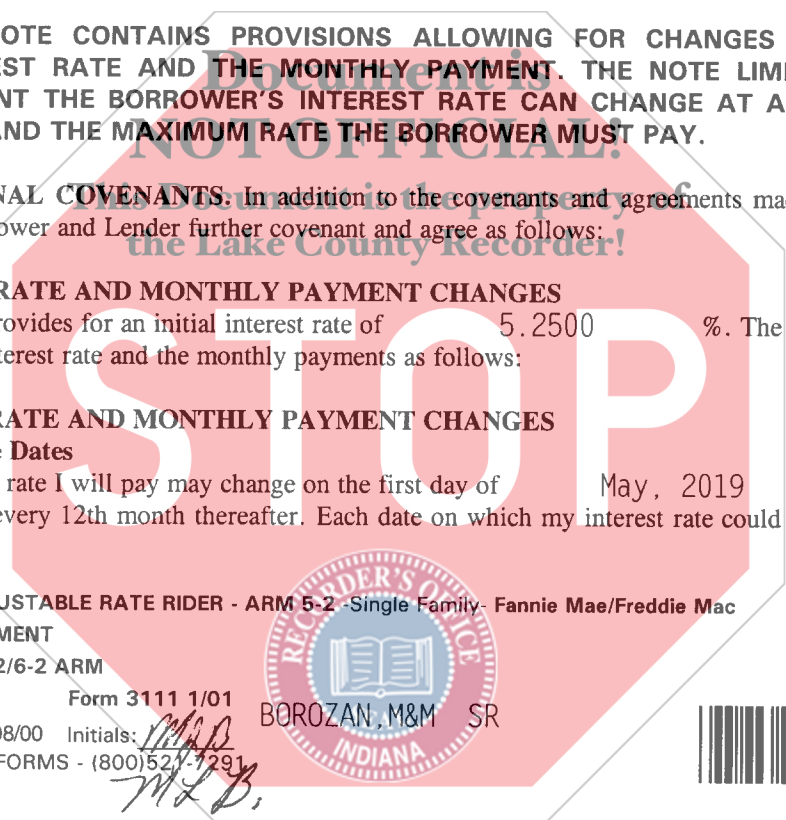 OTE CONTAINS PROVISIONS ALLOWING FOR CHANGES
EST RATE AND THE MONTHLY PAYMENT. THE NOTE LIM
NT THE BORROWER'S INTEREST RATE CAN CHANGE AT A
AND THE MAXIMUM RATE THE BORROWER MUST PAY.
Document is
NOT OFFICIAL!
This Document is the property of
the Lake County Recorder!
NAL COVENANTS. In addition to the covenants and agreements ma
ower and Lender further covenant and agree as follows:
RATE AND MONTHLY PAYMENT CHANGES
rovides for an initial interest rate of 5.2500 %. The
terest rate and the monthly payments as follows:
STOP
RATE AND MONTHLY PAYMENT CHANGES
e Dates
rate I will pay may change on the first day of May, 2019
every 12th month thereafter. Each date on which my interest rate could
USTABLE RATE RIDER - ARM 5-2 -Single Family- Fannie Mae/Freddie Mac
MENT
2/6-2 ARM
Form 3111 1/01
08/00 Initials: MLB
BOROZAN,M&M SR
FORMS - (800)521-7291
M L B.
RECORDER'S OFFICE
INDIANA